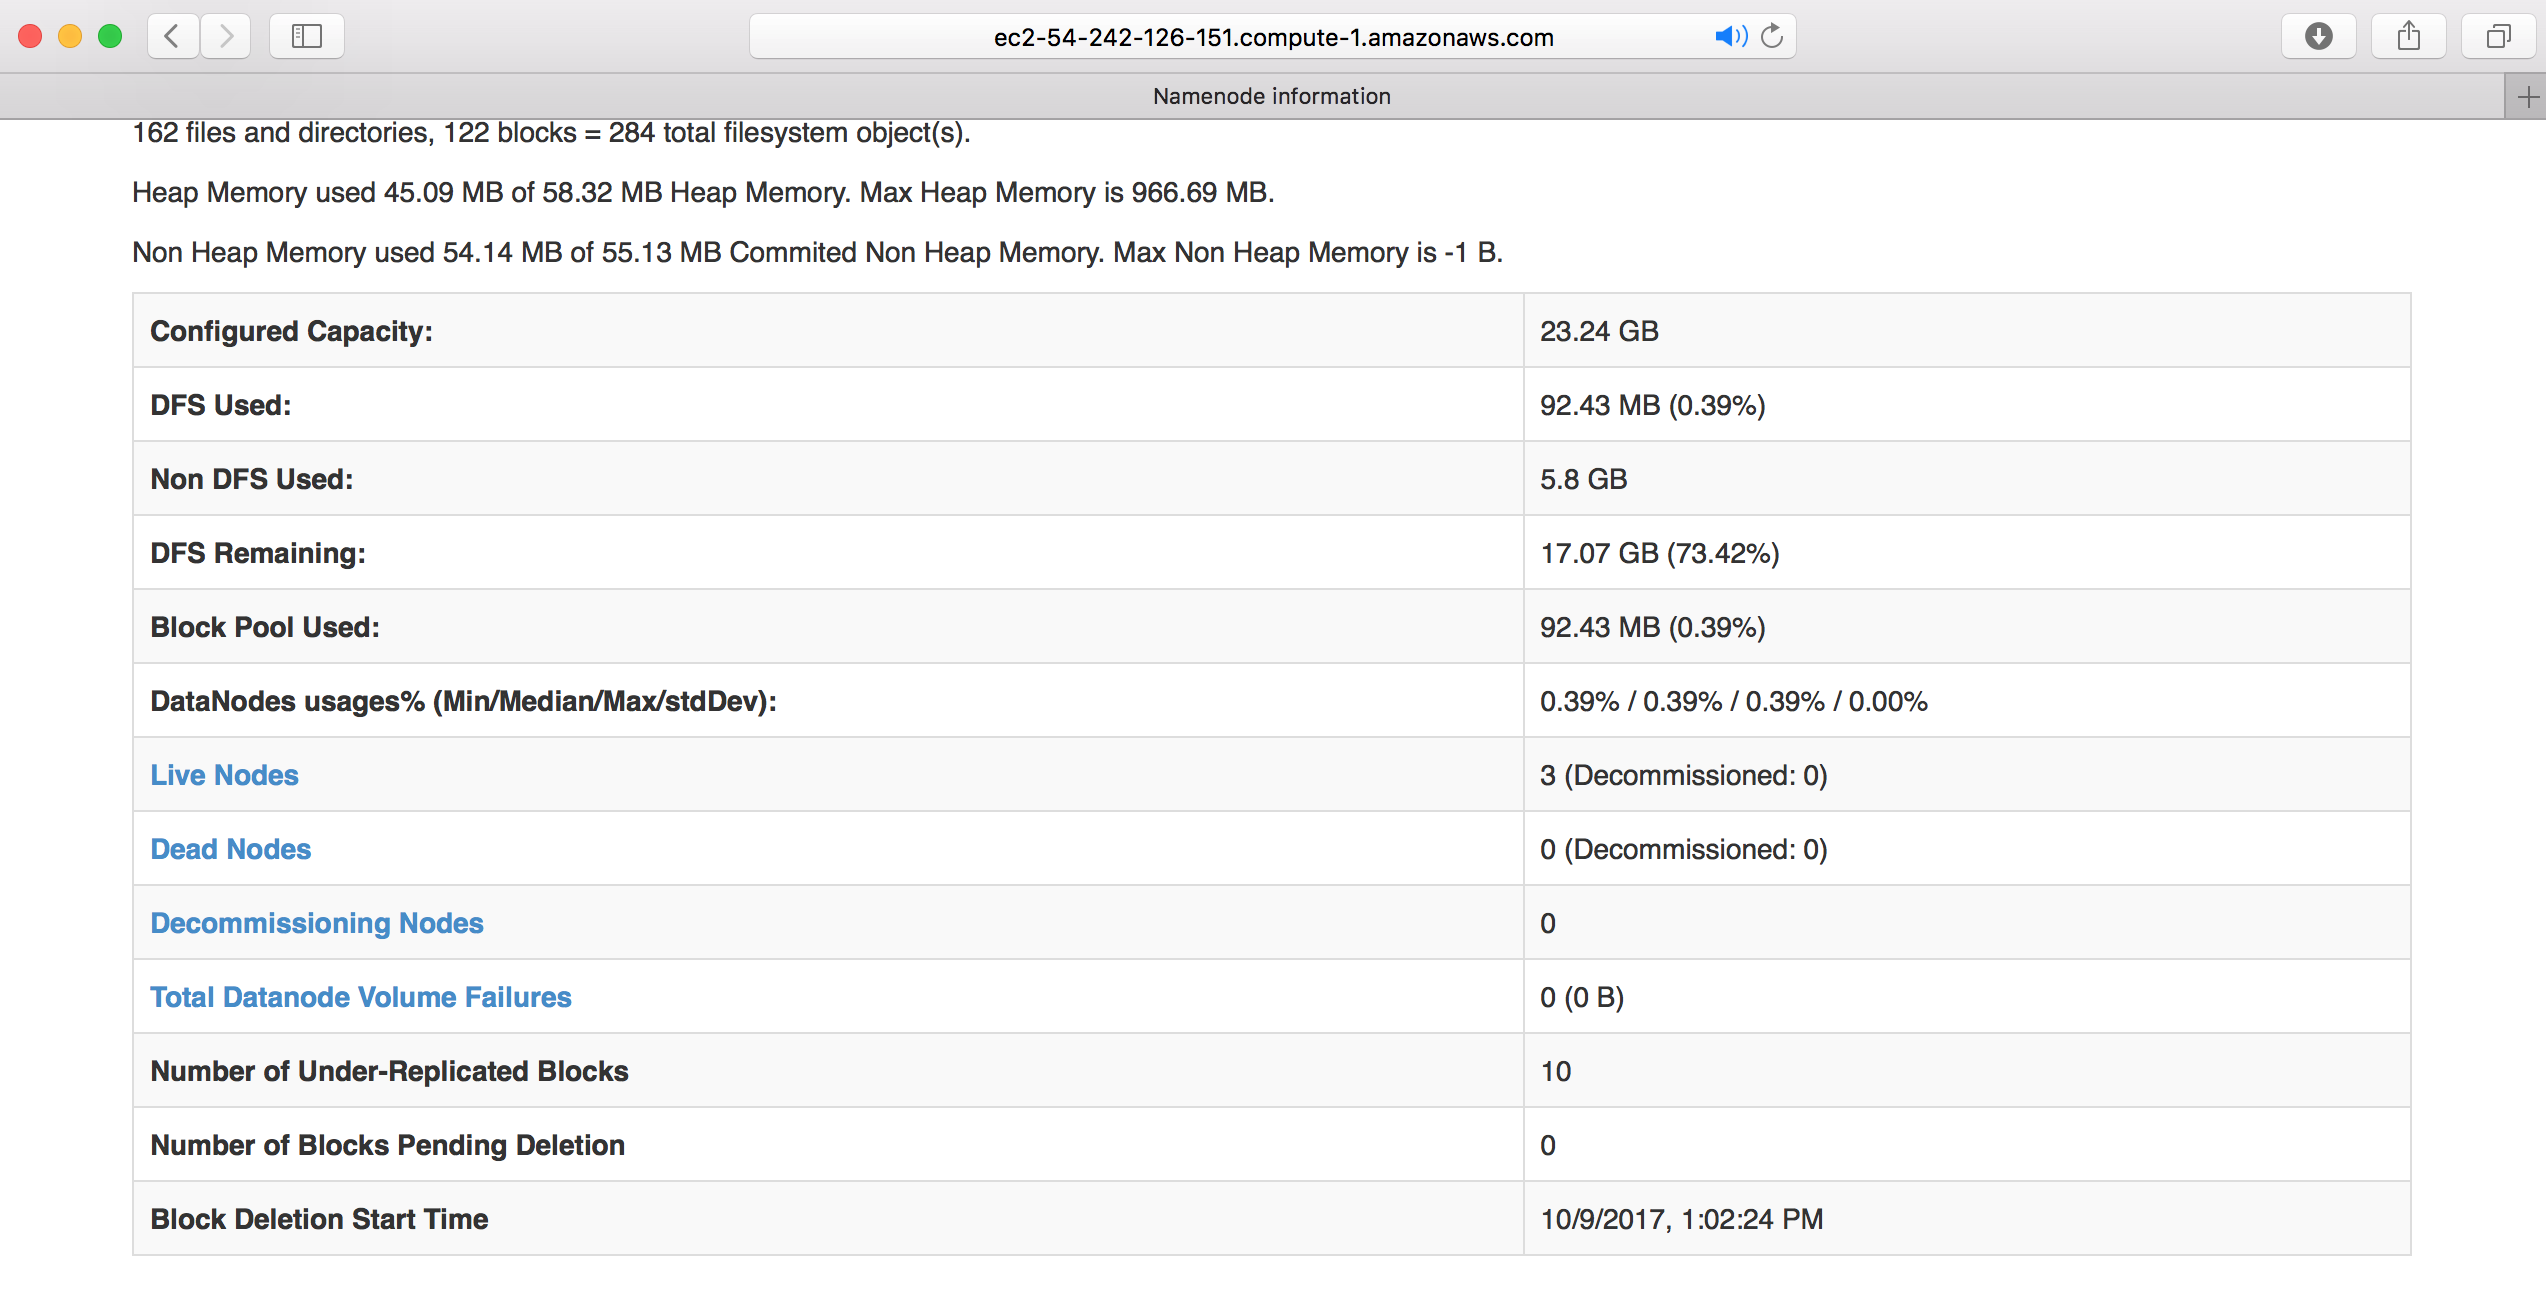 ec2-54-242-126-151.compute-1.amazonaws.com
Namenode information
162 files and directories, 122 blocks = 284 total filesystem object(s).
Heap Memory used 45.09 MB of 58.32 MB Heap Memory. Max Heap Memory is 966.69 MB.
Non Heap Memory used 54.14 MB of 55.13 MB Commited Non Heap Memory. Max Non Heap Memory is -1 B.
Configured Capacity: 23.24 GB
DFS Used: 92.43 MB (0.39%)
Non DFS Used: 5.8 GB
DFS Remaining: 17.07 GB (73.42%)
Block Pool Used: 92.43 MB (0.39%)
DataNodes usages% (Min/Median/Max/stdDev): 0.39% / 0.39% / 0.39% / 0.00%
Live Nodes 3 (Decommissioned: 0)
Dead Nodes 0 (Decommissioned: 0)
Decommissioning Nodes 0
Total Datanode Volume Failures 0 (0 B)
Number of Under-Replicated Blocks 10
Number of Blocks Pending Deletion 0
Block Deletion Start Time 10/9/2017, 1:02:24 PM